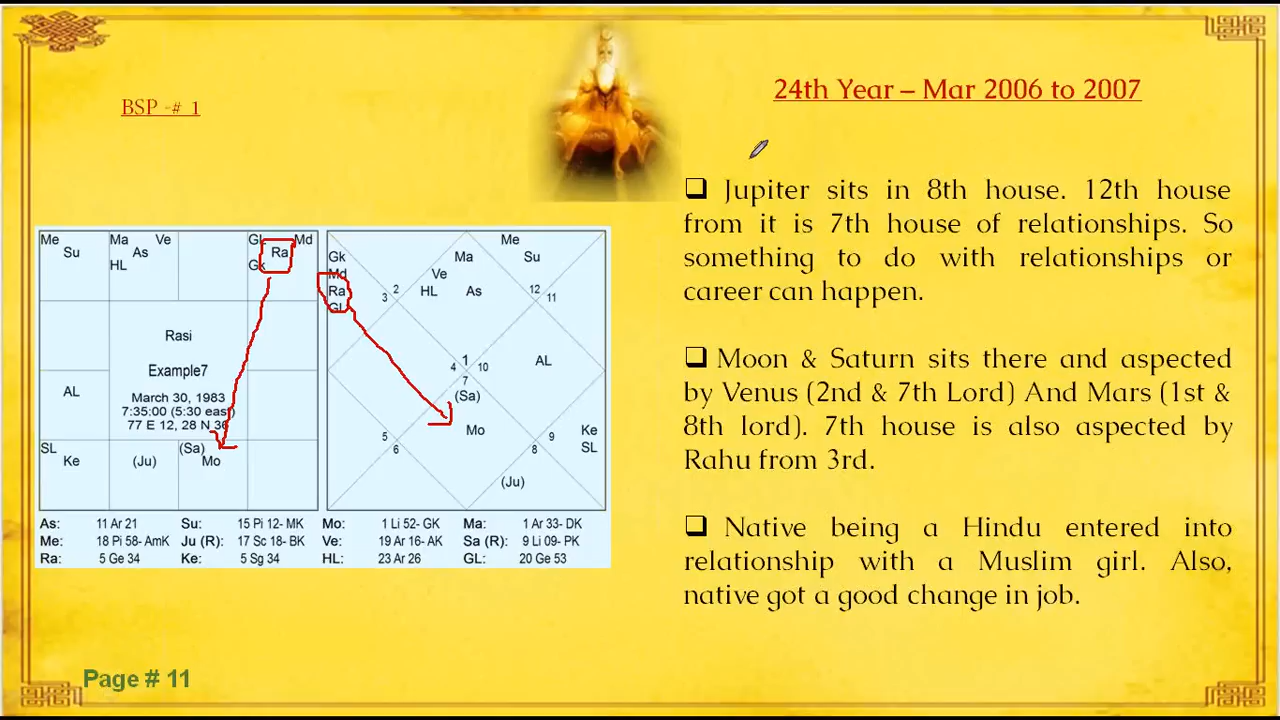 BSP -# 1
24th Year – Mar 2006 to 2007
❑ Jupiter sits in 8th house. 12th house
from it is 7th house of relationships. So
something to do with relationships or
career can happen.
❑ Moon & Saturn sits there and aspected
by Venus (2nd & 7th Lord) And Mars (1st &
8th lord). 7th house is also aspected by
Rahu from 3rd.
❑ Native being a Hindu entered into
relationship with a Muslim girl. Also,
native got a good change in job.
Me Su
Ma As Ve HL
GL Ra Md Gk
Rasi
Example7
March 30, 1983
7:35:00 (5:30 east)
77 E 12, 28 N 36
AL
SL Ke
(Ju)
(Sa) Mo
Gk
Md
Ra
GL
Ma
Ve
HL As
Me
Su
3 2
12 11
1
4 10
7
(Sa)
Mo
AL
5
6
9
8
Ke
SL
(Ju)
As: 11 Ar 21 Su: 15 Pi 12- MK Mo: 1 Li 52- GK Ma: 1 Ar 33- DK
Me: 18 Pi 58- AmK Ju (R): 17 Sc 18- BK Ve: 19 Ar 16- AK Sa (R): 9 Li 09- PK
Ra: 5 Ge 34 Ke: 5 Sg 34 HL: 23 Ar 26 GL: 20 Ge 53
Page # 11